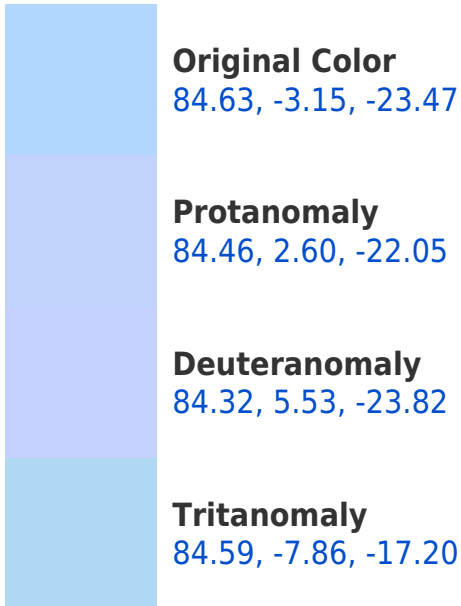 Original Color
84.63, -3.15, -23.47
Protanomaly
84.46, 2.60, -22.05
Deuteranomaly
84.32, 5.53, -23.82
Tritanomaly
84.59, -7.86, -17.20